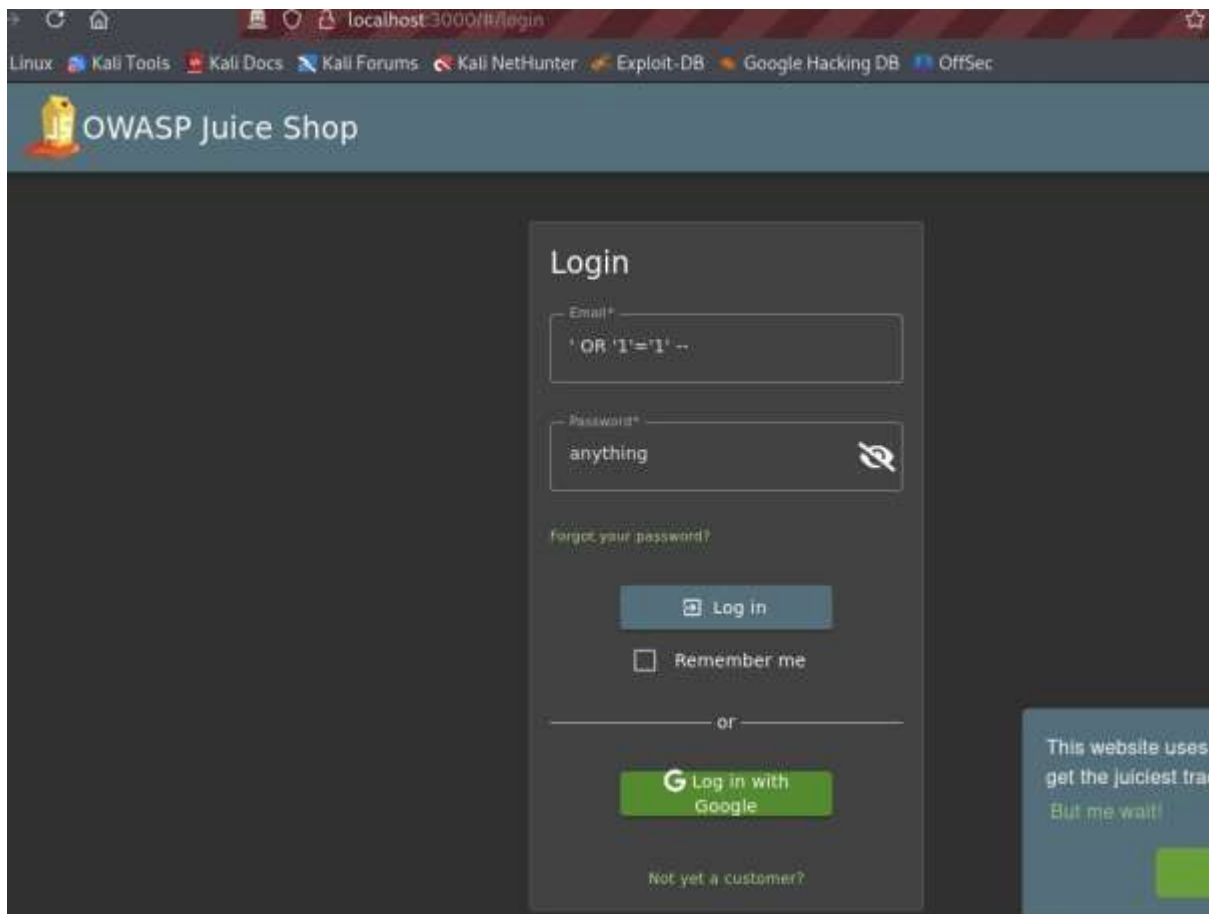 localhost:3000/#/login
Linux Kali Tools Kali Docs Kali Forums Kali NetHunter Exploit-DB Google Hacking DB OffSec
JS OWASP Juice Shop
Login
Email*
' OR '1'='1' --
Password*
anything
Forgot your password?
Log in
Remember me
or
G Log in with
Google
Not yet a customer?
This website uses
get the juiciest tra
But me wait!